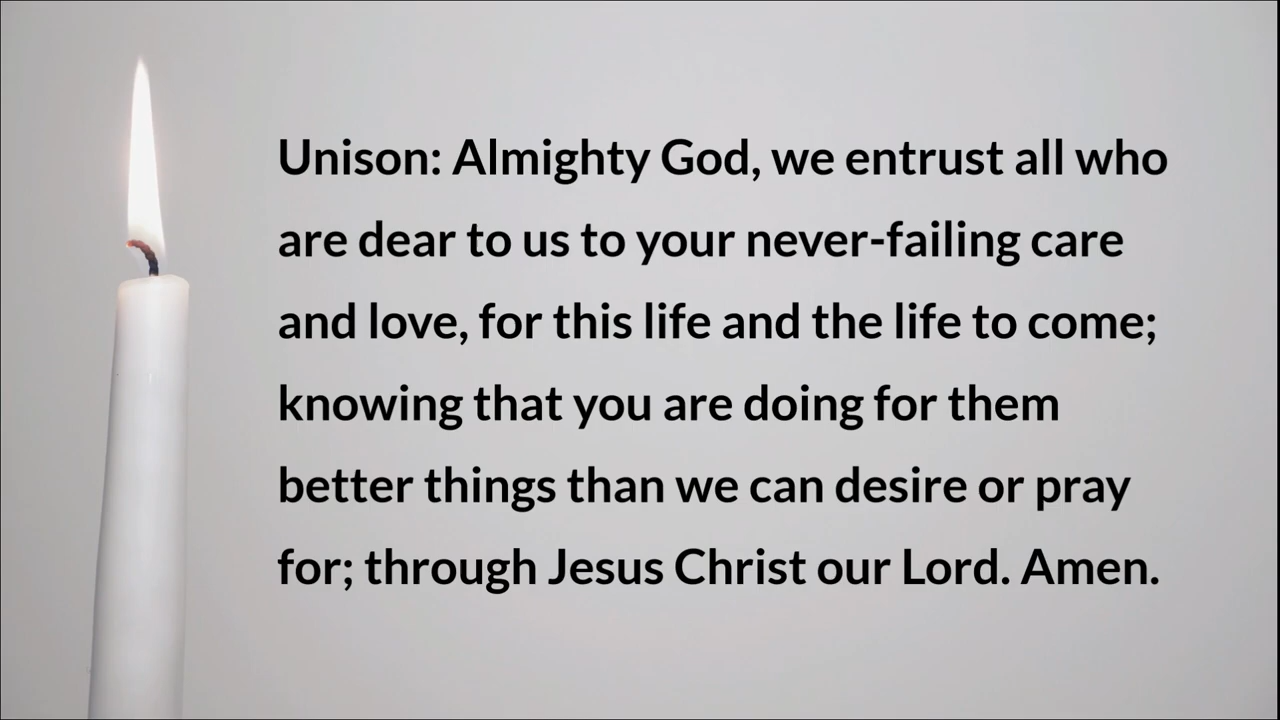 Unison: Almighty God, we entrust all who
are dear to us to your never-failing care
and love, for this life and the life to come;
knowing that you are doing for them
better things than we can desire or pray
for; through Jesus Christ our Lord. Amen.